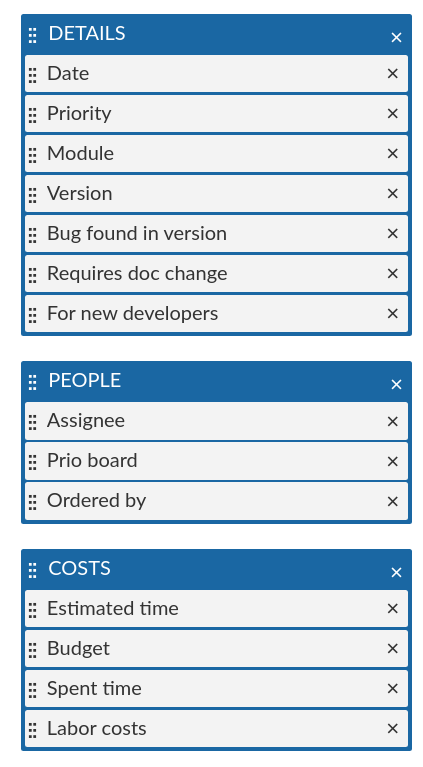 DETAILS
Date
Priority
Module
Version
Bug found in version
Requires doc change
For new developers
PEOPLE
Assignee
Prio board
Ordered by
COSTS
Estimated time
Budget
Spent time
Labor costs